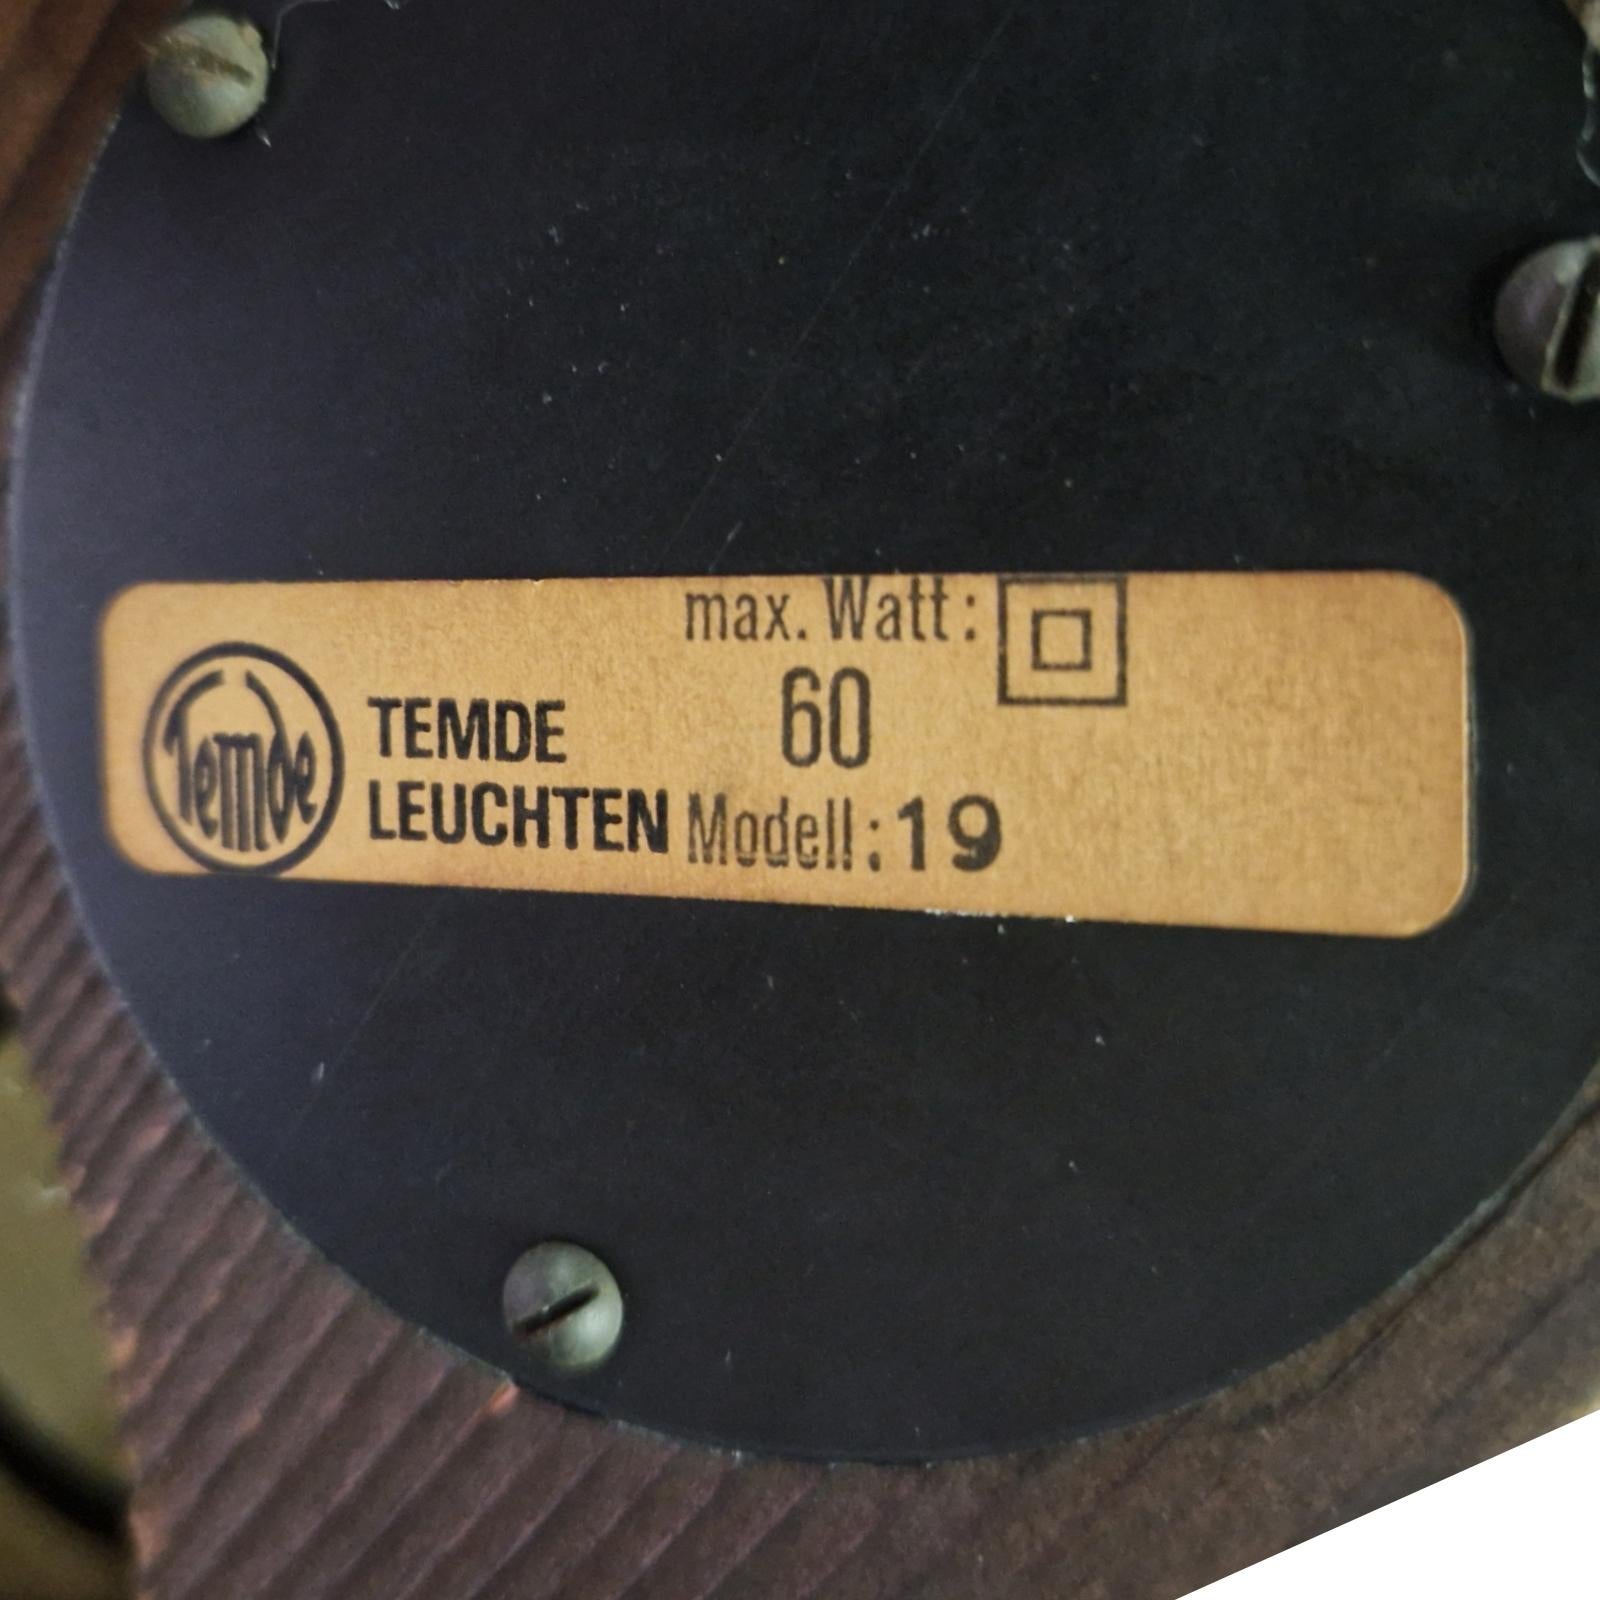 max. Watt:
60
Temde
TEMDE
LEUCHTEN
Modell: 19